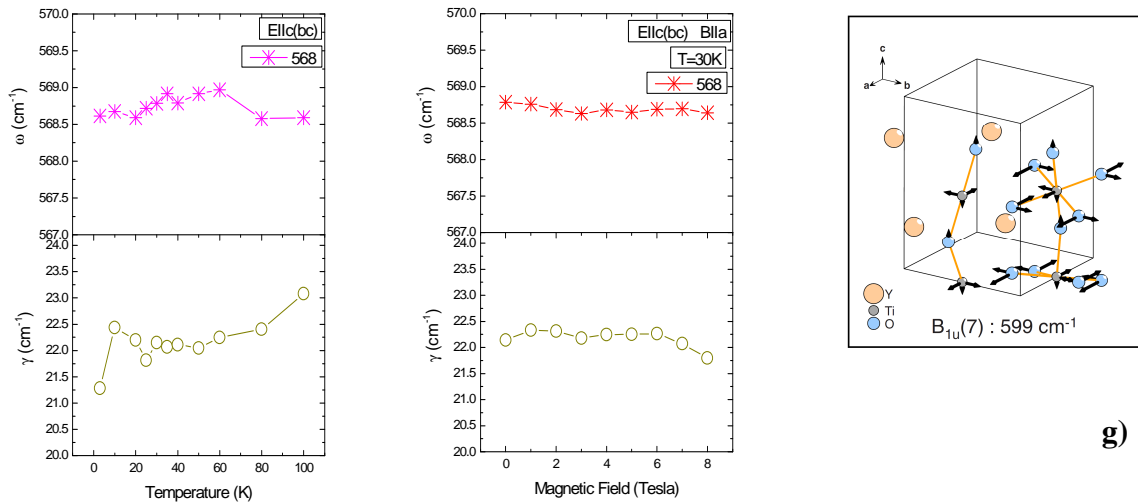 570.0
569.5
569.0
568.5
568.0
567.5
567.0
ω (cm⁻¹)
EIIc(bc)
568
24.0
23.5
23.0
22.5
22.0
21.5
21.0
20.5
20.0
γ (cm⁻¹)
0 20 40 60 80 100
Temperature (K)
570.0
569.5
569.0
568.5
568.0
567.5
567.0
ω (cm⁻¹)
EIIc(bc) BIIa
T=30K
568
24.0
23.5
23.0
22.5
22.0
21.5
21.0
20.5
20.0
γ (cm⁻¹)
0 2 4 6 8
Magnetic Field (Tesla)
c
a b
Y
Ti
O
B₁ᵤ(7) : 599 cm⁻¹
g)